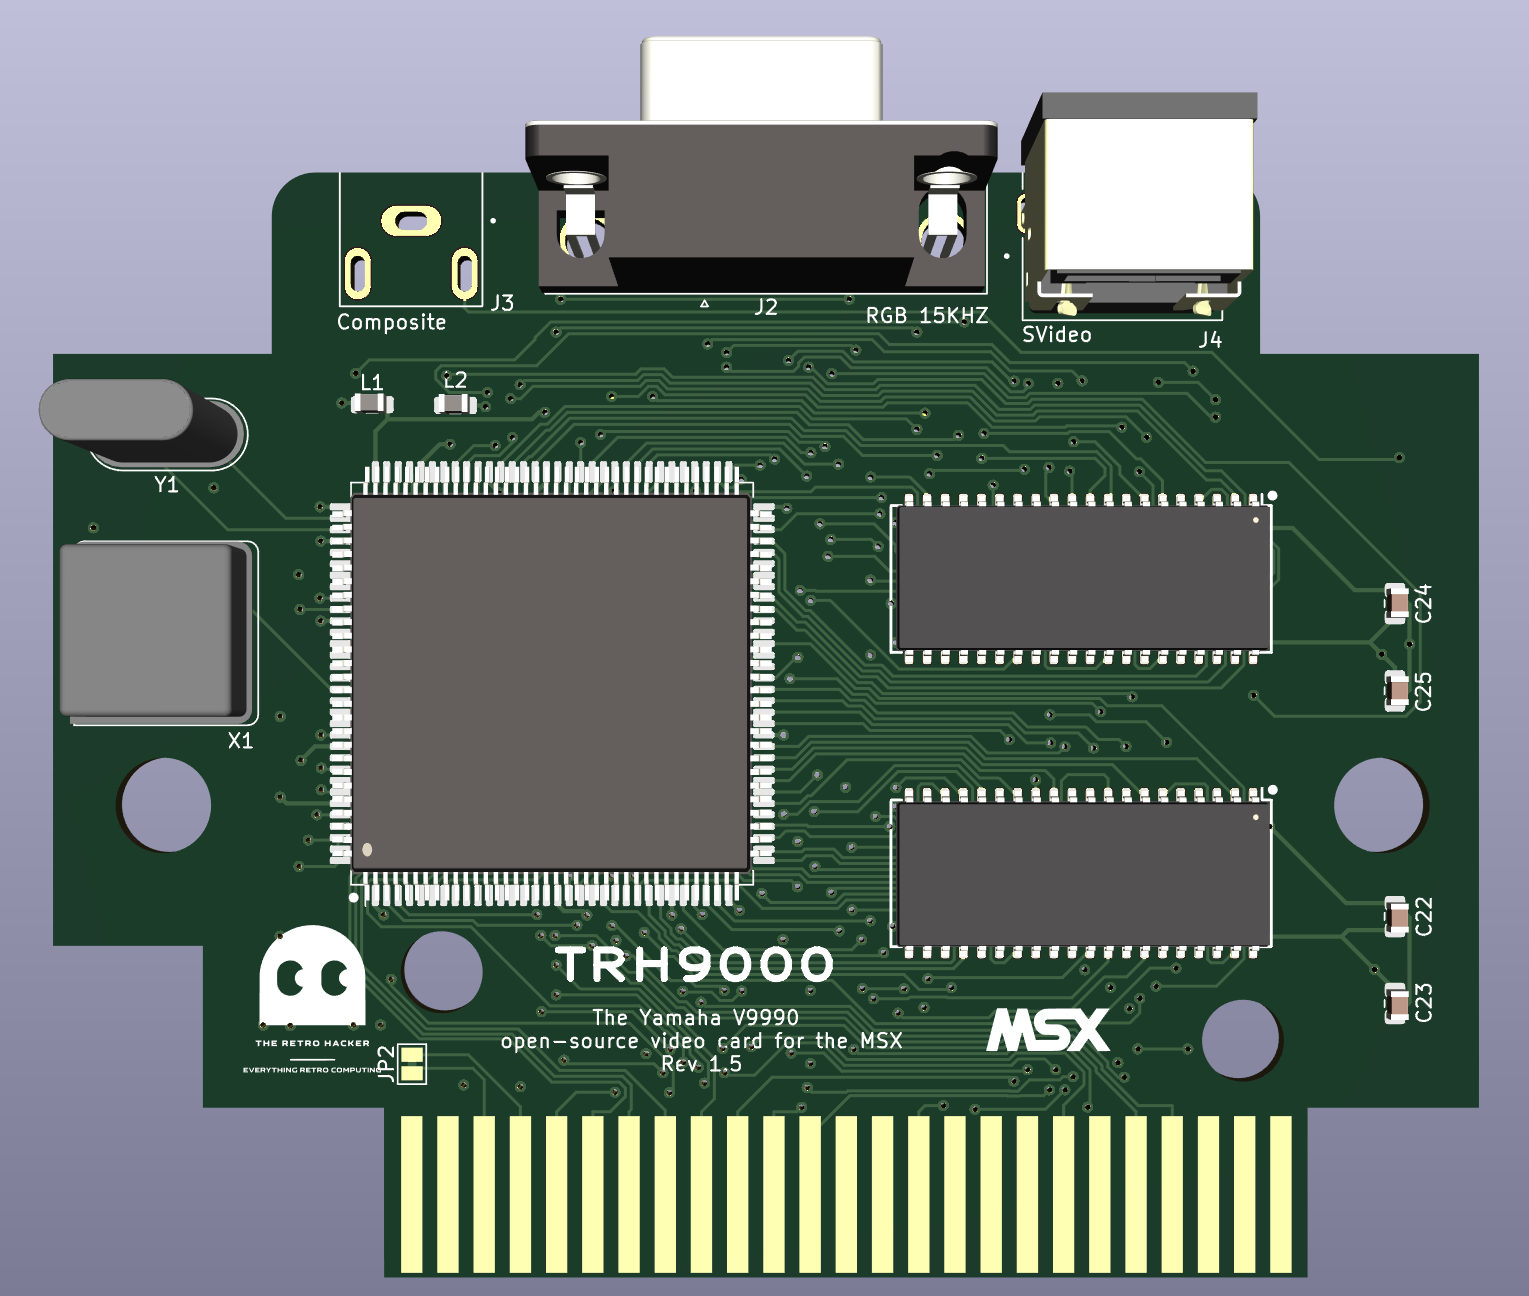 J3
J2
RGB 15KHZ
Composite
SVideo
J4
L1
L2
Y1
C24
C25
X1
C22
C23
TRH9000
The Yamaha V9990
open-source video card for the MSX
Rev 1.5
MSX
THE RETRO HACKER
EVERYTHING RETRO COMPUTING
JP2